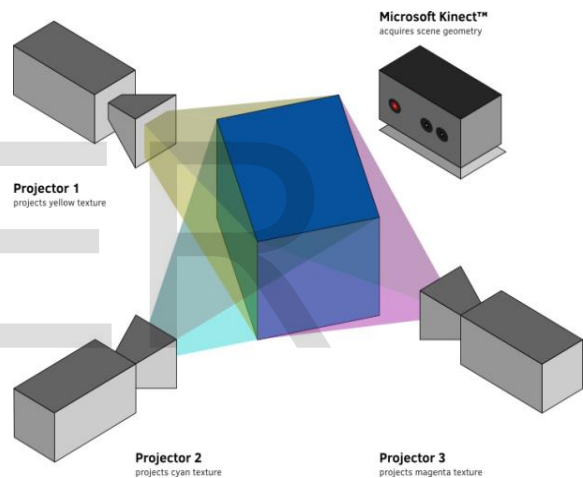 Microsoft Kinect™
acquires scene geometry
Projector 1
projects yellow texture
ER
Projector 2
projects cyan texture
Projector 3
projects magenta texture